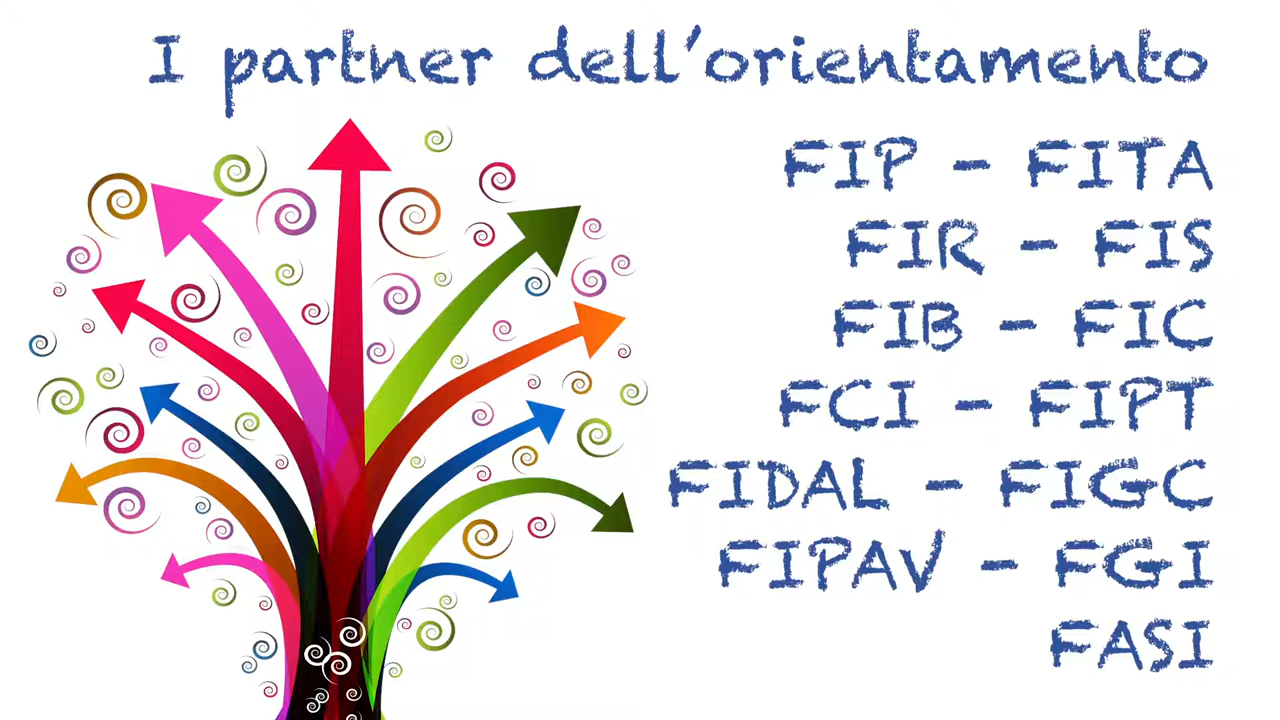 I partner dell'orientamento
FIP - FITA
FIR - FIS
FIB - FIC
FCI - FIPT
FIDAL - FIGC
FIPAV - FGI
FASI